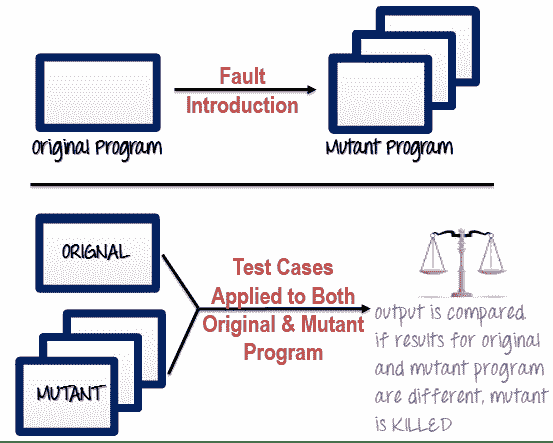 Fault
Introduction
Original Program
Mutant Program
ORIGNAL
MUTANT
Test Cases
Applied to Both
Original & Mutant
Program
output is compared.
if results for original
and mutant program
are different, mutant
is KILLED